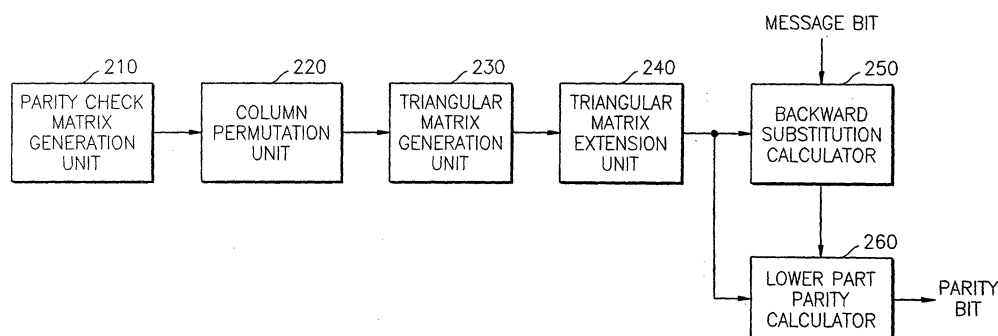 MESSAGE BIT
210
220
230
240
250
PARITY CHECK
MATRIX
GENERATION
UNIT
COLUMN
PERMUTATION
UNIT
TRIANGULAR
MATRIX
GENERATION
UNIT
TRIANGULAR
MATRIX
EXTENSION
UNIT
BACKWARD
SUBSTITUTION
CALCULATOR
260
LOWER PART
PARITY
CALCULATOR
PARITY
BIT